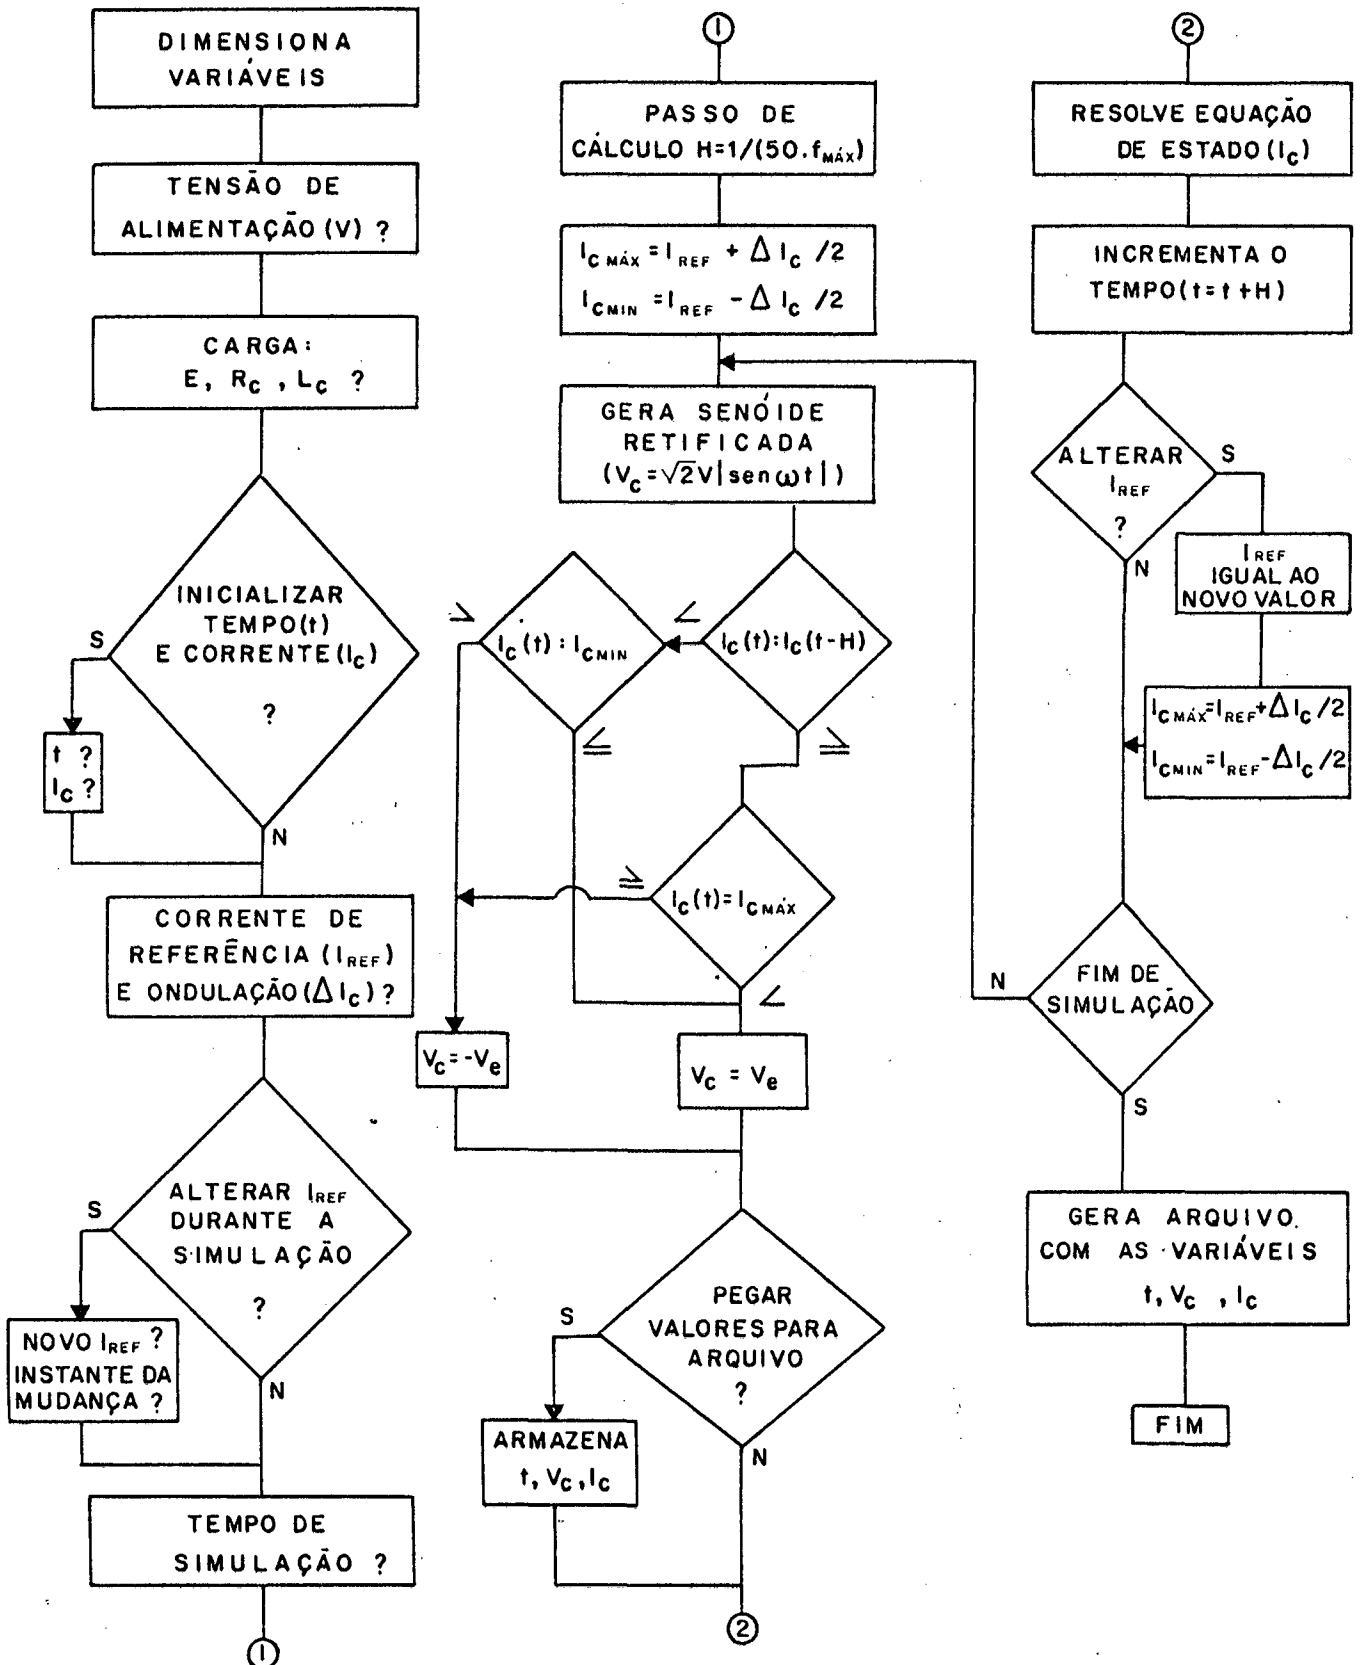 DIMENSIONA
VARIÁVEIS
TENSÃO DE
ALIMENTAÇÃO (V) ?
CARGA:
E, RC , LC ?
INICIALIZAR
TEMPO(t)
E CORRENTE(IC)
?
S
t ?
IC ?
N
CORRENTE DE
REFERÊNCIA (IREF)
E ONDULAÇÃO(Δ IC) ?
ALTERAR IREF
DURANTE A
SIMULAÇÃO
?
S
NOVO IREF ?
INSTANTE DA
MUDANÇA ?
N
TEMPO DE
SIMULAÇÃO ?
1
1
PASSO DE
CÁLCULO H=1/(50.fMÁX)
IC MÁX = IREF + Δ IC /2
ICMIN = IREF - Δ IC /2
GERA SENÓIDE
RETIFICADA
(VC=√2V|sen ωt|)
IC(t):IC(t-H)
<
≥
IC(t):ICMIN
>
≤
IC(t)=ICMÁX
≥
<
VC=-Ve
VC = Ve
PEGAR
VALORES PARA
ARQUIVO
?
S
ARMAZENA
t, VC, IC
N
2
2
RESOLVE EQUAÇÃO
DE ESTADO(IC)
INCREMENTA O
TEMPO(t=t+H)
ALTERAR
IREF
?
S
IREF
IGUAL AO
NOVO VALOR
N
ICMÁX=IREF+ΔIC/2
ICMIN=IREF-ΔIC/2
FIM DE
SIMULAÇÃO
N
S
GERA ARQUIVO
COM AS VARIÁVEIS
t, VC , IC
FIM